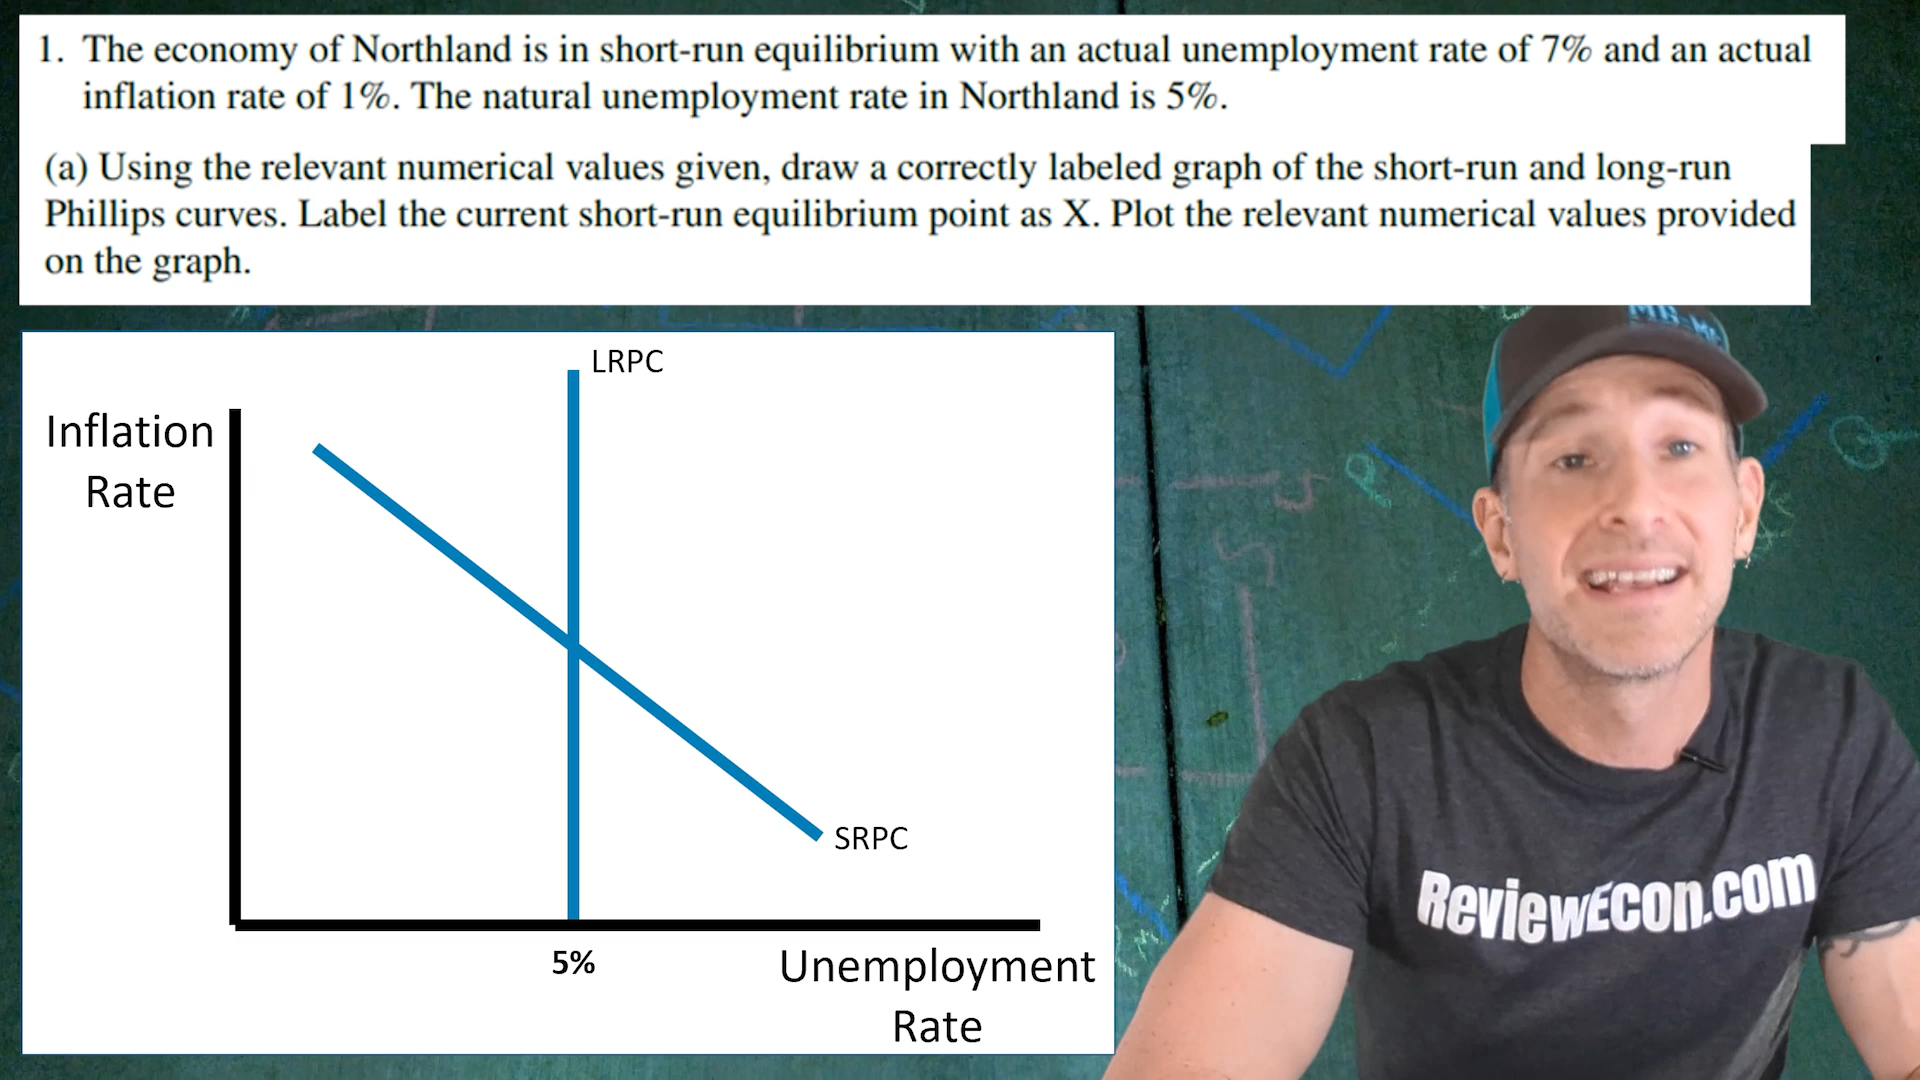 1. The economy of Northland is in short-run equilibrium with an actual unemployment rate of 7% and an actual
inflation rate of 1%. The natural unemployment rate in Northland is 5%.
(a) Using the relevant numerical values given, draw a correctly labeled graph of the short-run and long-run
Phillips curves. Label the current short-run equilibrium point as X. Plot the relevant numerical values provided
on the graph.
LRPC
Inflation
Rate
SRPC
5%
Unemployment
Rate
ReviewEcon.com